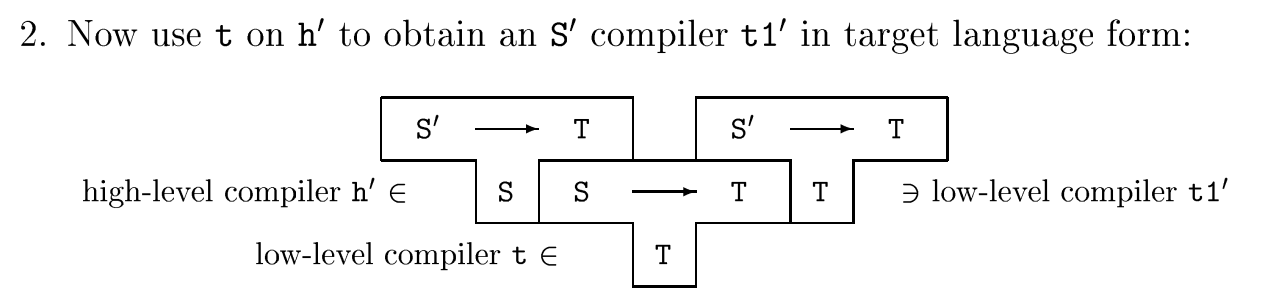 2. Now use t on h′ to obtain an S′ compiler t1′ in target language form:
S′ ⟶ T S′ ⟶ T
high-level compiler h′ ∈ S S ⟶ T T ∋ low-level compiler t1′
low-level compiler t ∈ T